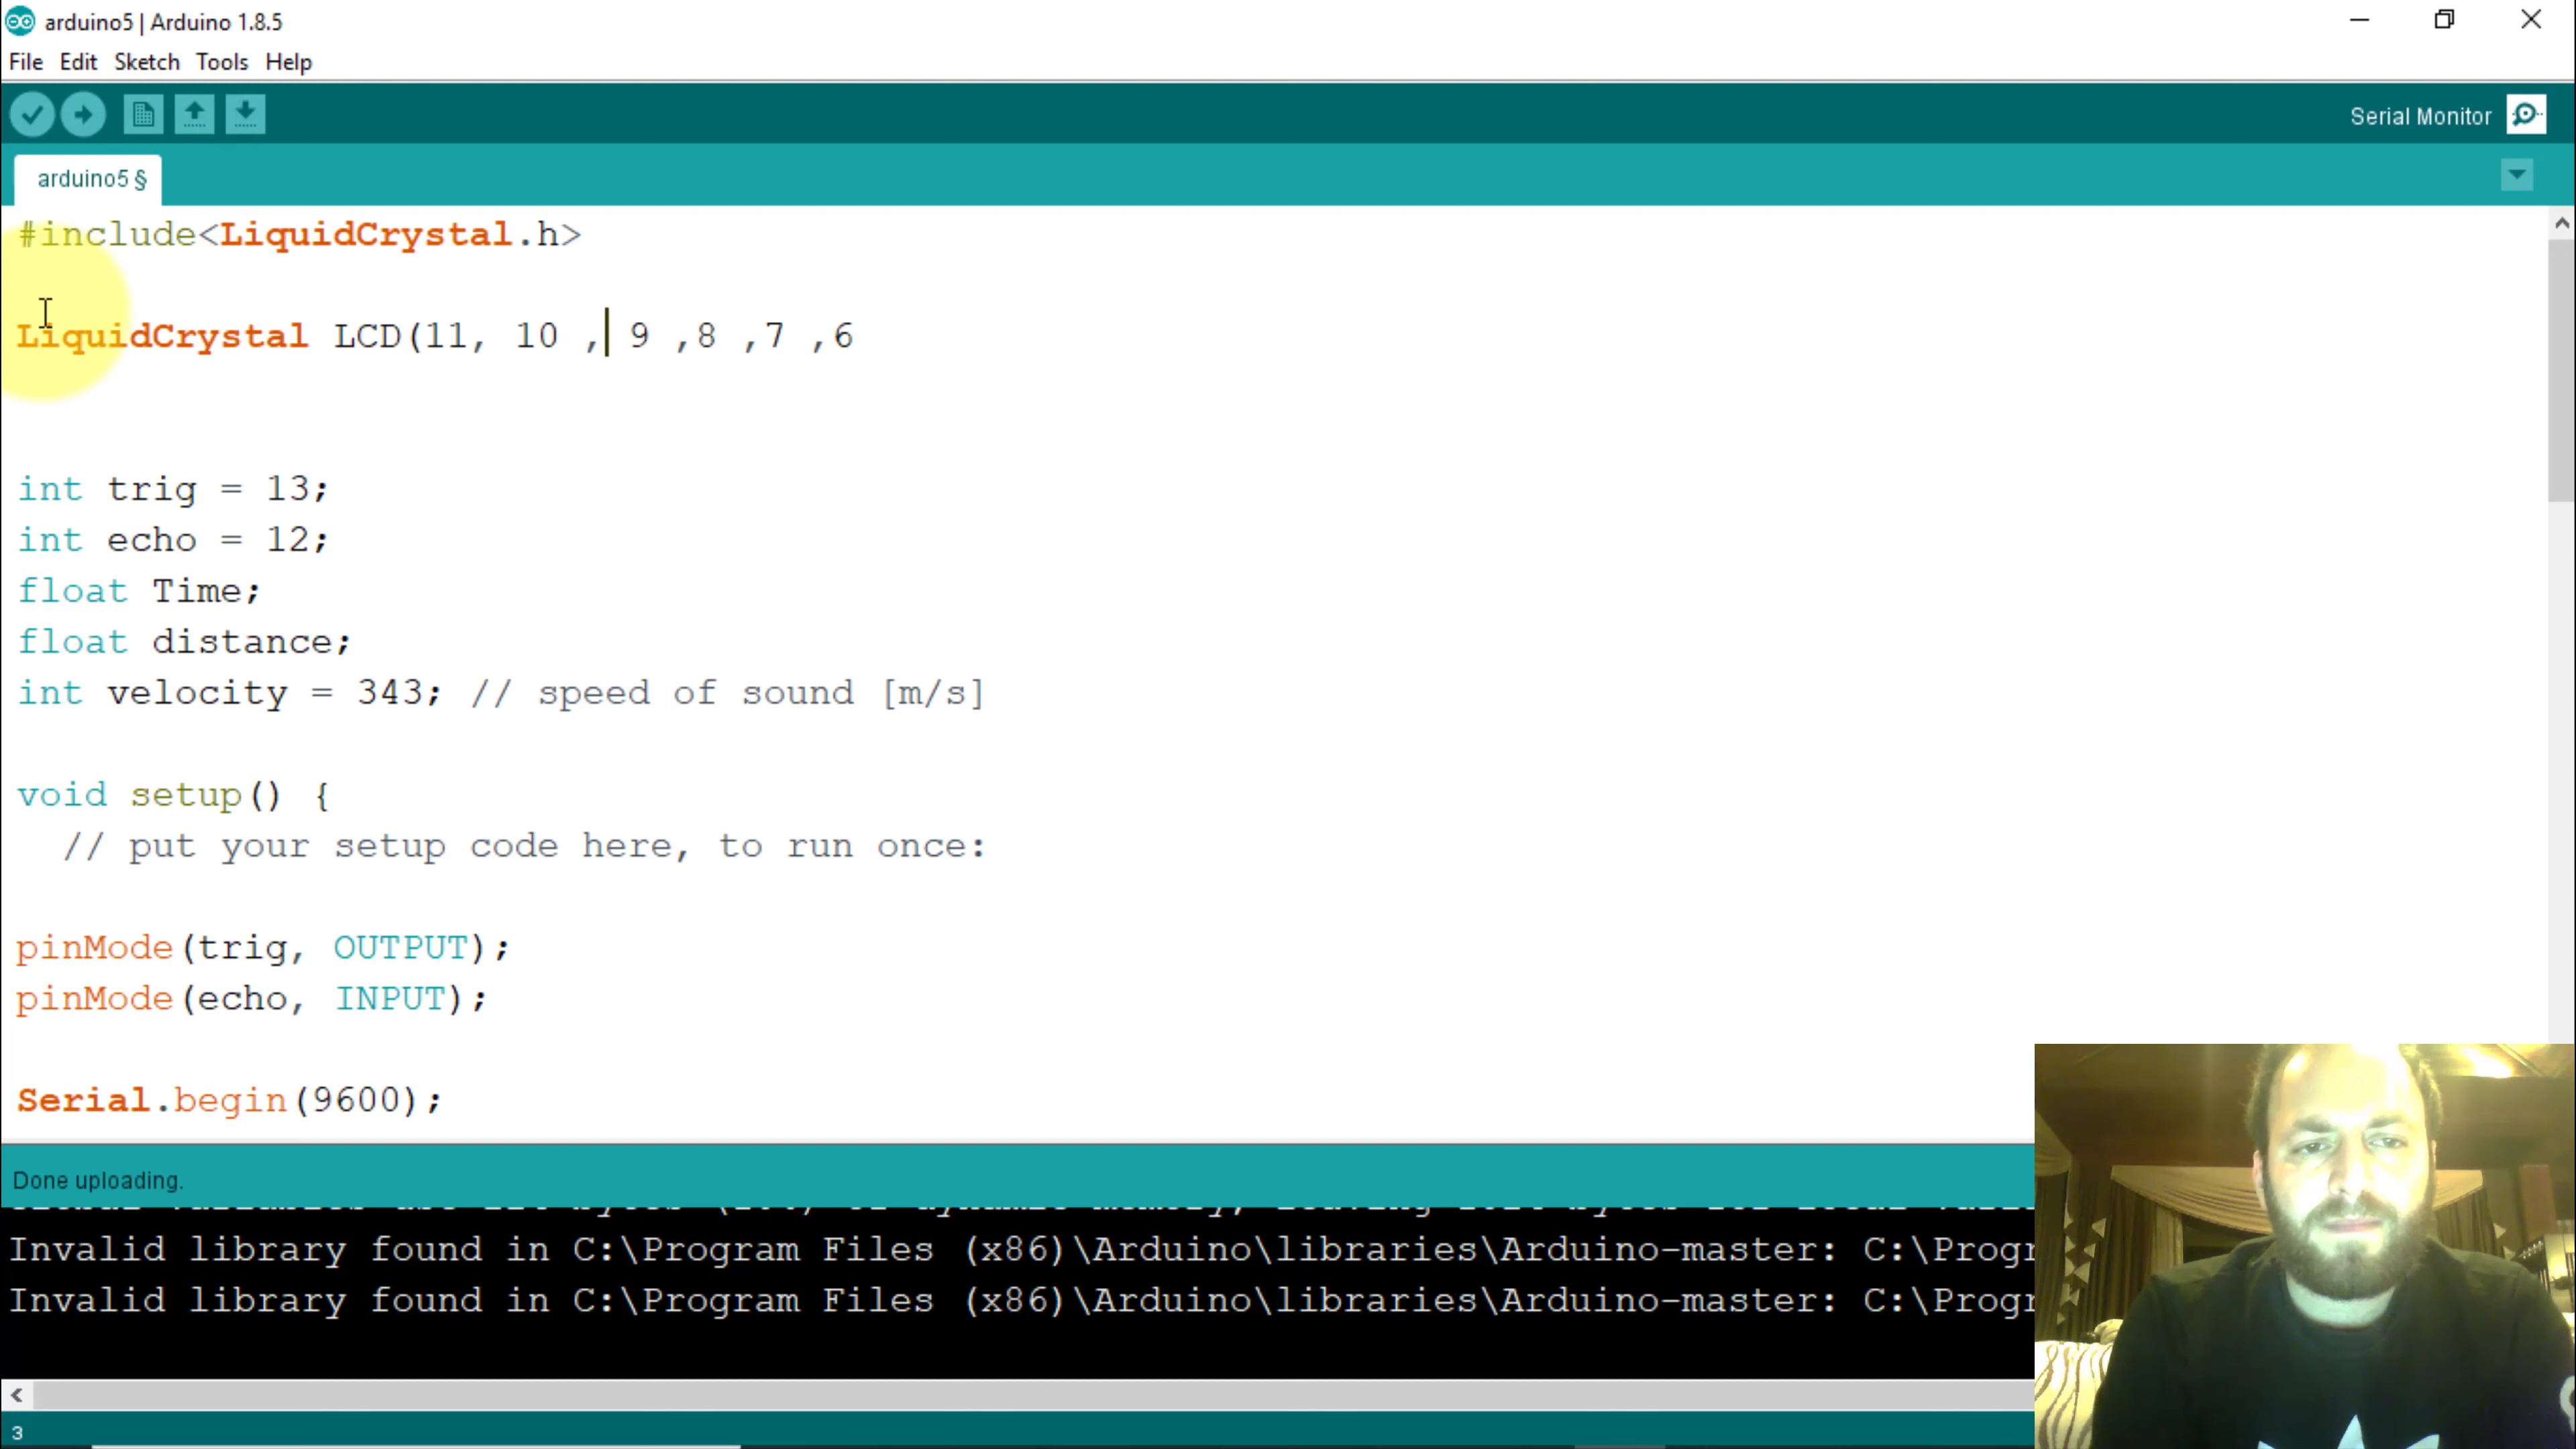 arduino5 | Arduino 1.8.5
File Edit Sketch Tools Help
Serial Monitor
arduino5 §
#include<LiquidCrystal.h>
LiquidCrystal LCD(11, 10 , 9 ,8 ,7 ,6
int trig = 13;
int echo = 12;
float Time;
float distance;
int velocity = 343; // speed of sound [m/s]
void setup() {
// put your setup code here, to run once:
pinMode(trig, OUTPUT);
pinMode(echo, INPUT);
Serial.begin(9600);
Done uploading.
Invalid library found in C:\Program Files (x86)\Arduino\libraries\Arduino-master: C:\Progr
Invalid library found in C:\Program Files (x86)\Arduino\libraries\Arduino-master: C:\Progr
3